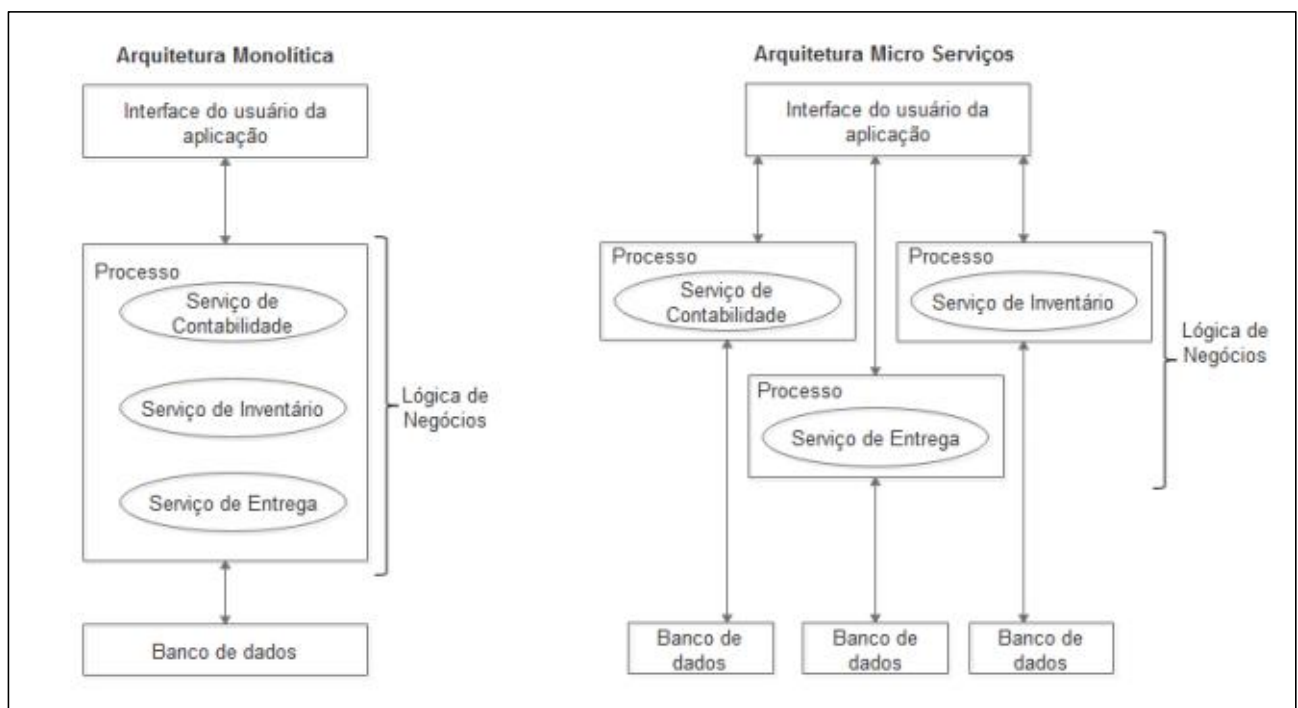 Arquitetura Monolítica
Interface do usuário da
aplicação
Processo
Serviço de
Contabilidade
Serviço de Inventário
Serviço de Entrega
Lógica de
Negócios
Banco de dados
Arquitetura Micro Serviços
Interface do usuário da
aplicação
Processo
Serviço de
Contabilidade
Processo
Serviço de Inventário
Processo
Serviço de Entrega
Lógica de
Negócios
Banco de
dados
Banco de
dados
Banco de
dados